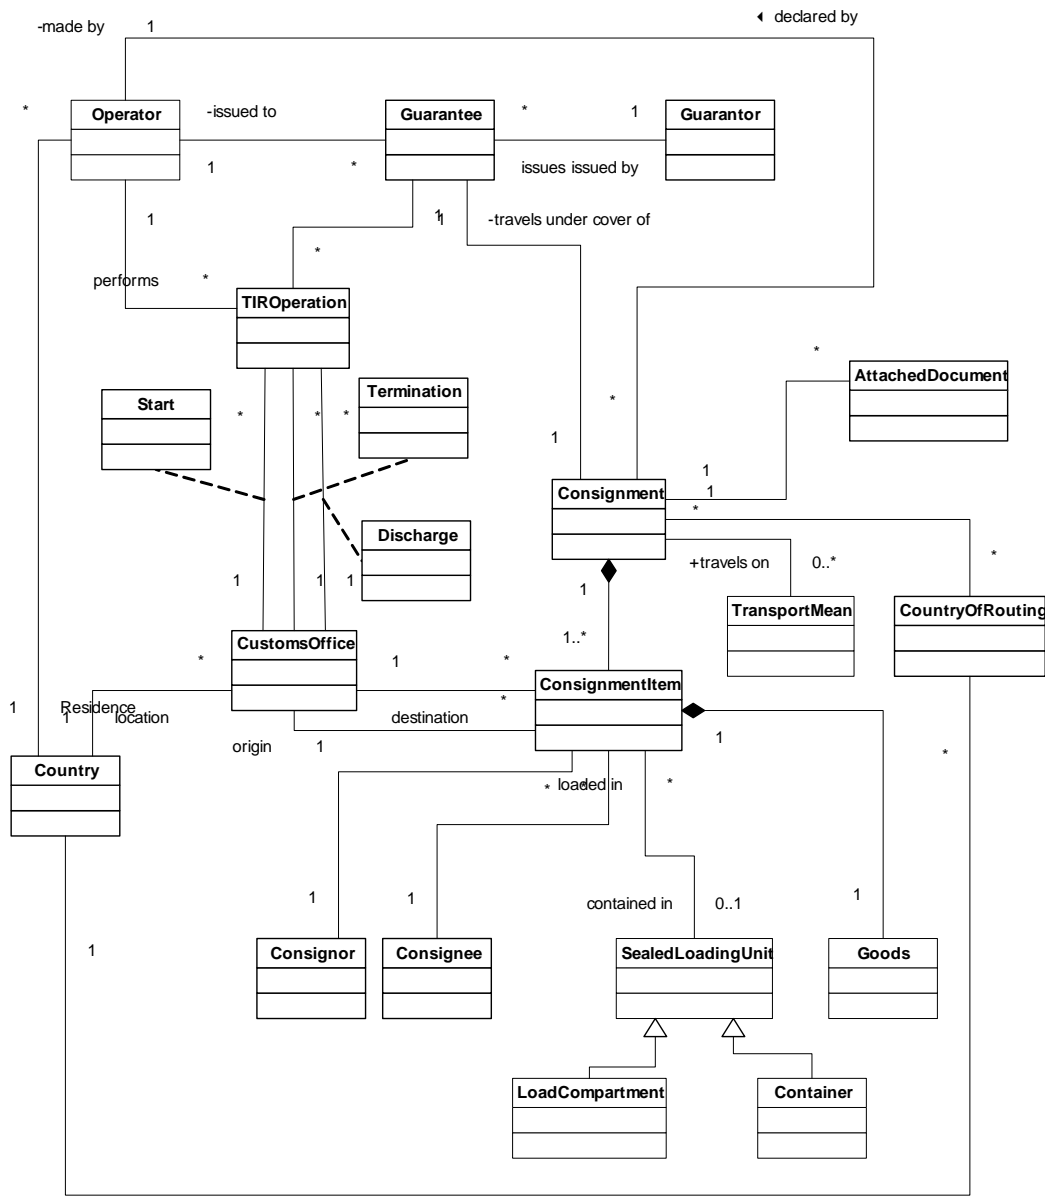 ◄ declared by
-made by 1
* Operator -issued to Guarantee * 1 Guarantor
1 * issues issued by
1 1 1 -travels under cover of
*
performs *
TIROperation
*
AttachedDocument
Termination
Start *
* * *
1
Consignment 1
1
*
Discharge
+travels on 0..*
*
1 1 1 1
TransportMean CountryOfRouting
1..*
CustomsOffice
* 1 *
ConsignmentItem
*
1 Residence
1 location destination
origin 1 1
*
Country
* * loaded in *
1 1 contained in 0..1 1
1
Consignor Consignee SealedLoadingUnit Goods
LoadCompartment Container